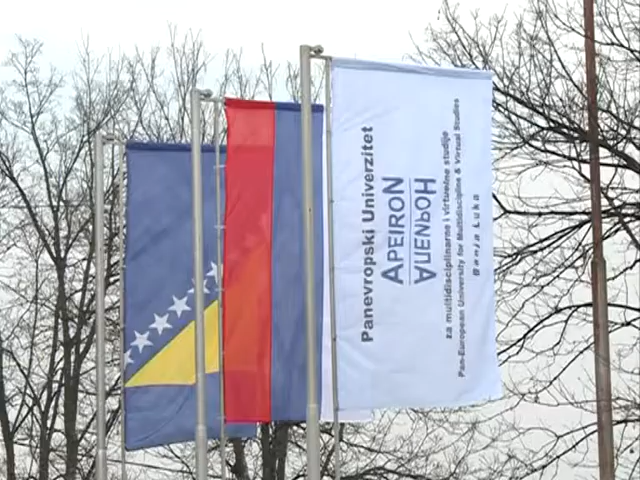 Panevropski Univerzitet
APEIRON
АПЕИРОН
za multidisciplinarne i virtuelne studije
Pan-European University for Multidiscipline & Virtual Studies
Banja Luka